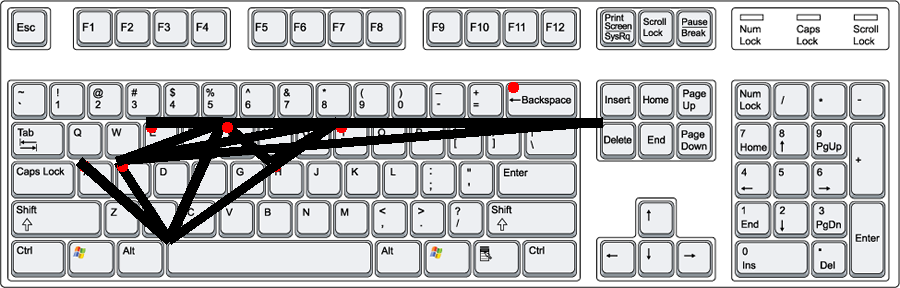 Esc F1 F2 F3 F4 F5 F6 F7 F8 F9 F10 F11 F12 Print Screen SysRq Scroll Lock Pause Break Num Lock Caps Lock Scroll Lock
~ ! @ # $ % ^ & * ( ) _ +
` 1 2 3 4 5 6 7 8 9 0 - = ←Backspace Insert Home Page Up Num Lock / * -
Tab Q W [ ] \ Delete End Page Down 7 Home 8 ↑ 9 PgUp +
Caps Lock D G H J K L : ; " ' Enter 4 ← 5 6 →
Shift Z C V B N M < , > . ? / Shift ↑ 1 End 2 ↓ 3 PgDn Enter
Ctrl Alt Alt Ctrl ← ↓ → 0 Ins . Del